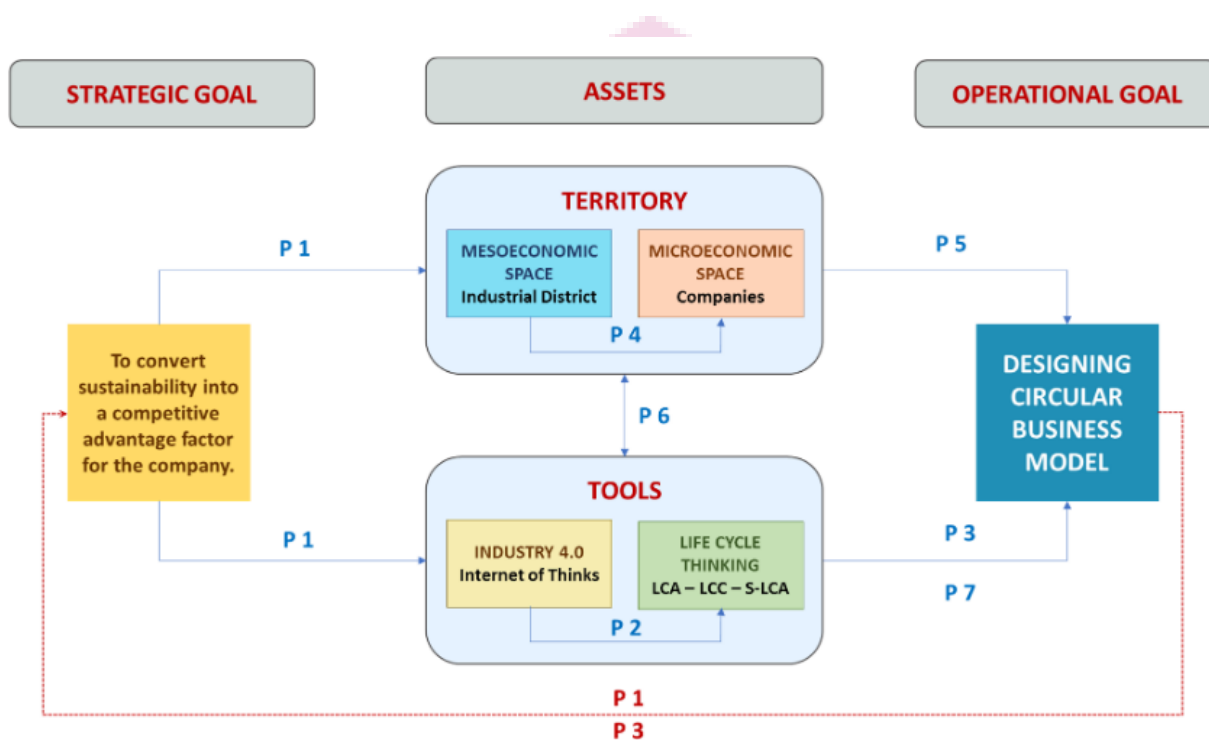 STRATEGIC GOAL
ASSETS
OPERATIONAL GOAL
TERRITORY
MESOECONOMIC
SPACE
Industrial District
MICROECONOMIC
SPACE
Companies
P 1
P 5
P 4
To convert
sustainability into
a competitive
advantage factor
for the company.
P 6
DESIGNING
CIRCULAR
BUSINESS
MODEL
TOOLS
INDUSTRY 4.0
Internet of Thinks
LIFE CYCLE
THINKING
LCA – LCC – S-LCA
P 1
P 3
P 7
P 2
P 1
P 3